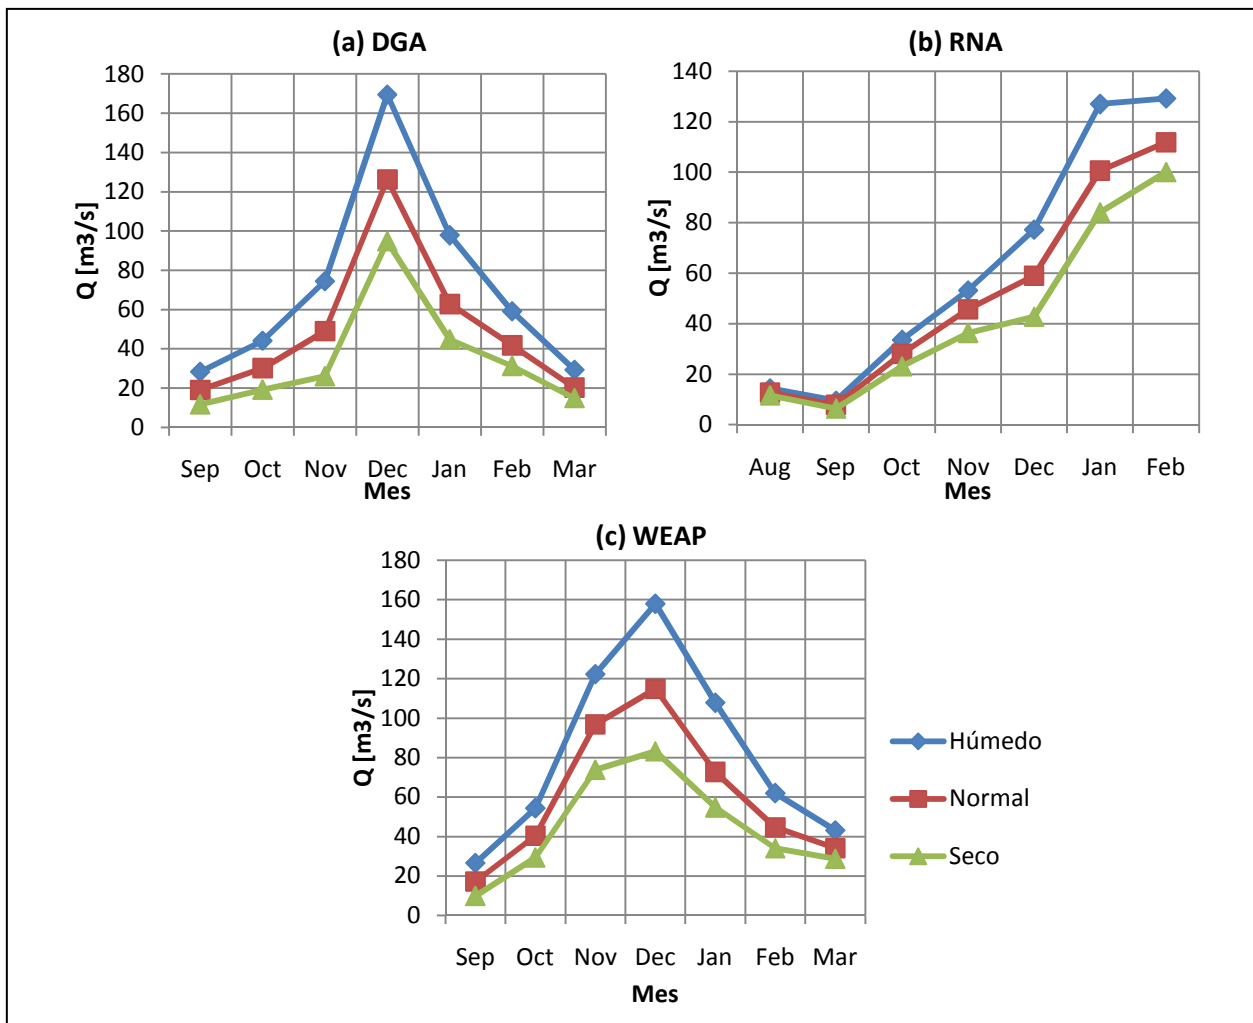 (a) DGA
Q [m3/s]
180
160
140
120
100
80
60
40
20
0
Sep Oct Nov Dec Jan Feb Mar
Mes
(b) RNA
Q [m3/s]
140
120
100
80
60
40
20
0
Aug Sep Oct Nov Dec Jan Feb
Mes
(c) WEAP
Q [m3/s]
180
160
140
120
100
80
60
40
20
0
Sep Oct Nov Dec Jan Feb Mar
Mes
Húmedo
Normal
Seco